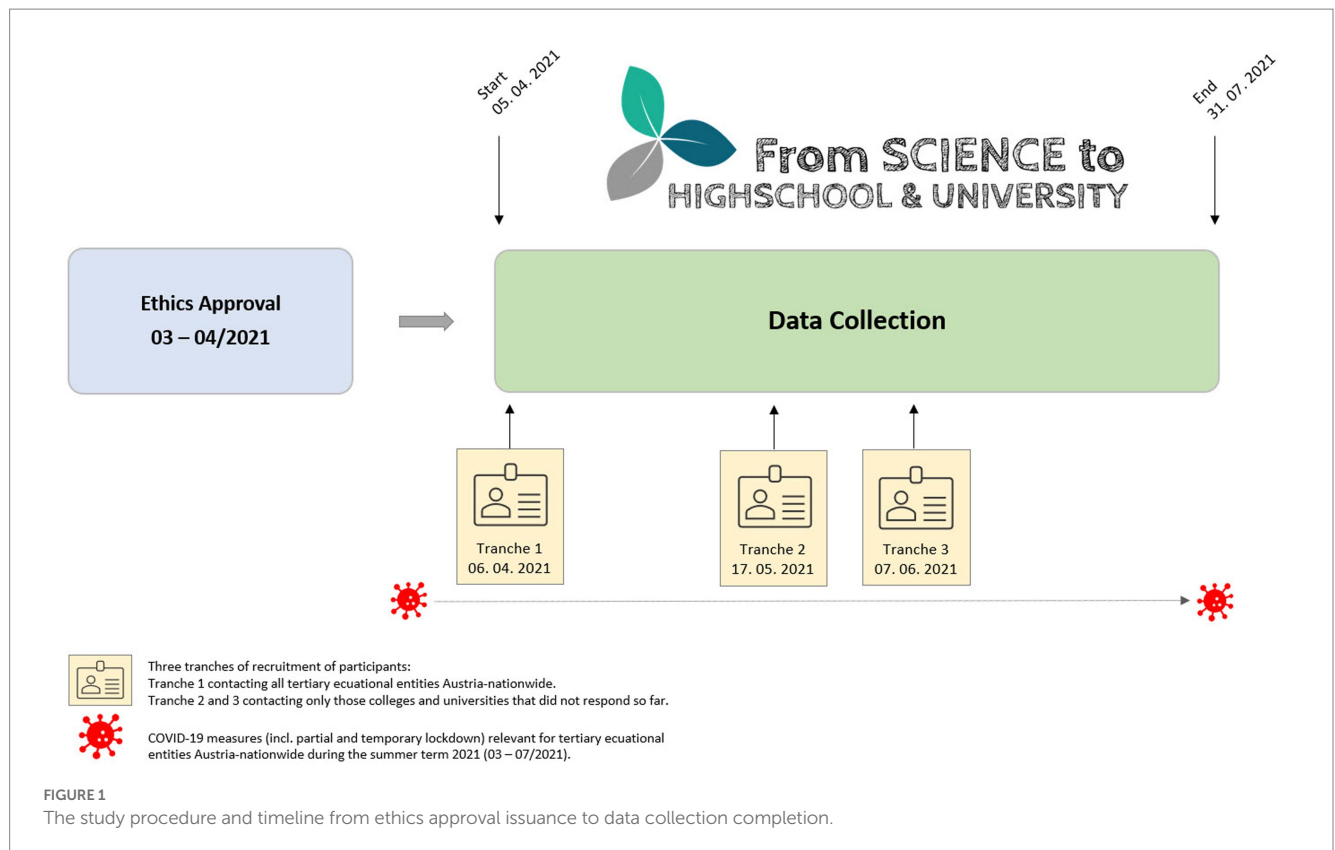 Start
05. 04. 2021
End
31. 07. 2021
From SCIENCE to
HIGHSCHOOL & UNIVERSITY
Ethics Approval
03 – 04/2021
Data Collection
Tranche 1
06. 04. 2021
Tranche 2
17. 05. 2021
Tranche 3
07. 06. 2021
Three tranches of recruitment of participants:
Tranche 1 contacting all tertiary ecuational entities Austria-nationwide.
Tranche 2 and 3 contacting only those colleges and universities that did not respond so far.
COVID-19 measures (incl. partial and temporary lockdown) relevant for tertiary ecuational
entities Austria-nationwide during the summer term 2021 (03 – 07/2021).
FIGURE 1
The study procedure and timeline from ethics approval issuance to data collection completion.